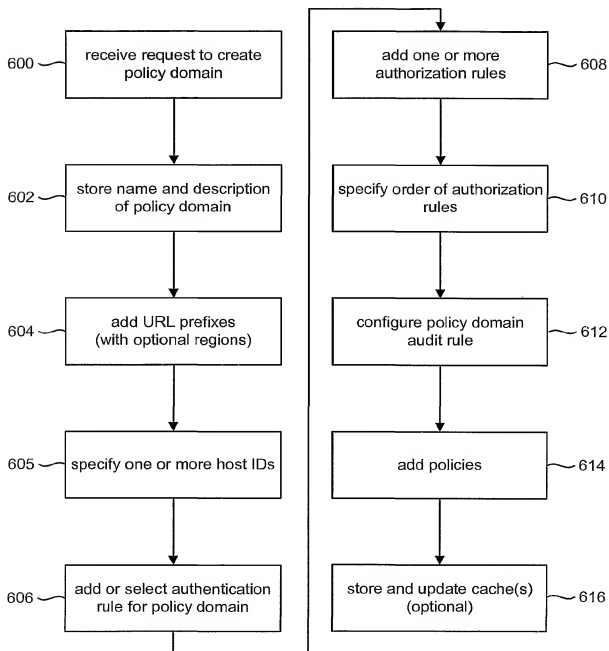 600
receive request to create
policy domain
602
store name and description
of policy domain
604
add URL prefixes
(with optional regions)
605
specify one or more host IDs
606
add or select authentication
rule for policy domain
add one or more
authorization rules
608
specify order of authorization
rules
610
configure policy domain
audit rule
612
add policies
614
store and update cache(s)
(optional)
616